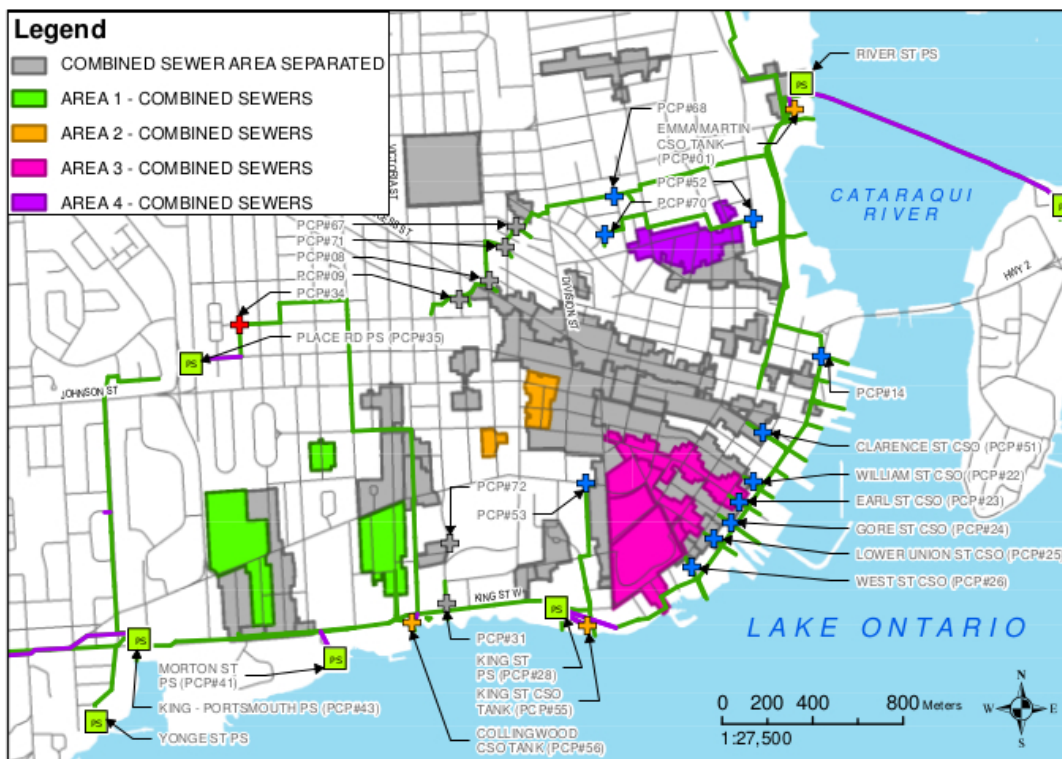 Legend
COMBINED SEWER AREA SEPARATED
AREA 1 - COMBINED SEWERS
AREA 2 - COMBINED SEWERS
AREA 3 - COMBINED SEWERS
AREA 4 - COMBINED SEWERS
RIVER ST PS
PS
PCP#68
EMMA MARTIN
CSO TANK
(PCP#01)
PCP#52
PCP#70
VICTORIA ST
CATARAQUI
RIVER
HWY 2
PCP#67
PCP#71
PCP#08
PCP#09
PCP#34
DIVISION ST
PLACE RD PS (PCP#35)
PS
JOHNSON ST
PCP#14
CLARENCE ST CSO (PCP#51)
WILLIAM ST CSO (PCP#22)
EARL ST CSO (PCP#23)
GORE ST CSO (PCP#24)
LOWER UNION ST CSO (PCP#25)
WEST ST CSO (PCP#26)
PCP#72
PCP#53
KING ST W
PS
PCP#31
KING ST
PS (PCP#28)
KING ST CSO
TANK (PCP#55)
LAKE ONTARIO
PS
PS
MORTON ST
PS (PCP#41)
KING - PORTSMOUTH PS (PCP#43)
PS
YONGE ST PS
COLLINGWOOD
CSO TANK (PCP#56)
0 200 400 800 Meters
1:27,500
N
W E
S